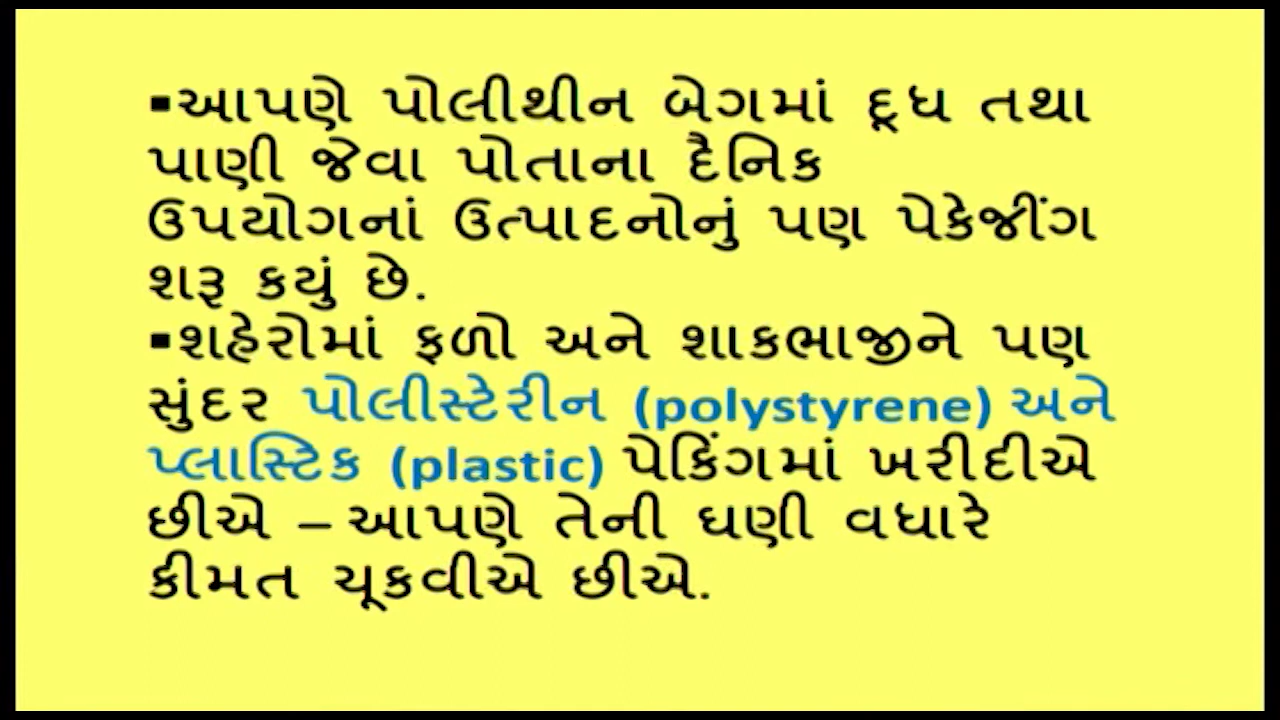 ▪આપણે પોલીથીન બેગમાં દૂધ તથા
પાણી જેવા પોતાના દૈનિક
ઉપયોગનાં ઉત્પાદનોનું પણ પેકેજીંગ
શરૂ કર્યું છે.
▪શહેરોમાં ફળો અને શાકભાજીને પણ
સુંદર પોલીસ્ટેરીન (polystyrene) અને
પ્લાસ્ટિક (plastic) પેકિંગમાં ખરીદીએ
છીએ – આપણે તેની ઘણી વધારે
કીમત ચૂકવીએ છીએ.